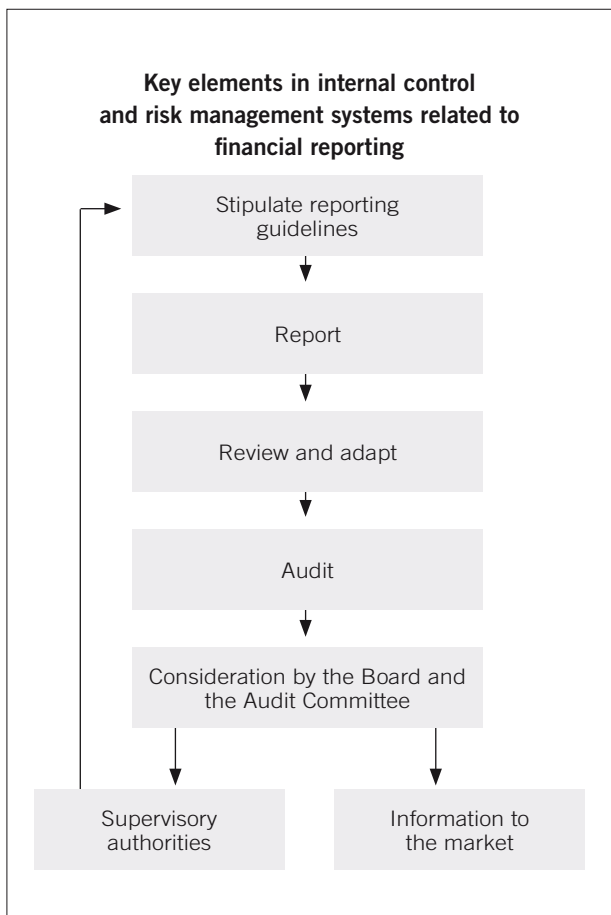 Key elements in internal control
and risk management systems related to
financial reporting
Stipulate reporting
guidelines
Report
Review and adapt
Audit
Consideration by the Board and
the Audit Committee
Supervisory
authorities
Information to
the market